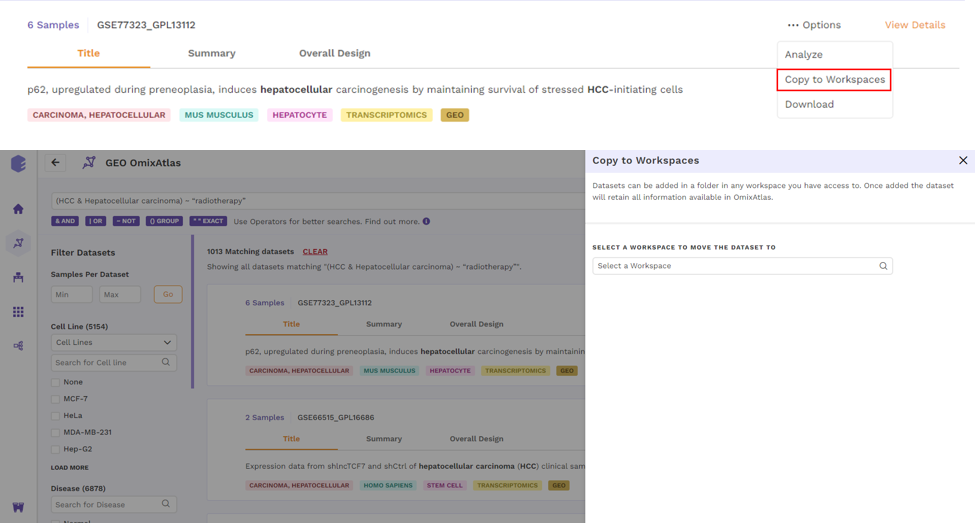 6 Samples GSE77323_GPL13112 ••• Options View Details
Title Summary Overall Design
Analyze
Copy to Workspaces
Download
p62, upregulated during preneoplasia, induces hepatocellular carcinogenesis by maintaining survival of stressed HCC-initiating cells
CARCINOMA, HEPATOCELLULAR MUS MUSCULUS HEPATOCYTE TRANSCRIPTOMICS GEO
GEO OmixAtlas
(HCC & Hepatocellular carcinoma) ~ "radiotherapy"
& AND | OR ~ NOT () GROUP " " EXACT Use Operators for better searches. Find out more.
Filter Datasets
Samples Per Dataset
Min Max Go
Cell Line (5154)
Cell Lines
Search for Cell line
None
MCF-7
HeLa
MDA-MB-231
Hep-G2
LOAD MORE
Disease (6878)
Search for Disease
Normal
1013 Matching datasets CLEAR
Showing all datasets matching "(HCC & Hepatocellular carcinoma) ~ "radiotherapy"".
6 Samples GSE77323_GPL13112
Title Summary Overall Design
p62, upregulated during preneoplasia, induces hepatocellular carcinogenesis by maintainin
CARCINOMA, HEPATOCELLULAR MUS MUSCULUS HEPATOCYTE TRANSCRIPTOMICS GEO
2 Samples GSE66515_GPL16686
Title Summary Overall Design
Expression data from shlncTCF7 and shCtrl of hepatocellular carcinoma (HCC) clinical sam
CARCINOMA, HEPATOCELLULAR HOMO SAPIENS STEM CELL TRANSCRIPTOMICS GEO
Copy to Workspaces
Datasets can be added in a folder in any workspace you have access to. Once added the dataset
will retain all information available in OmixAtlas.
SELECT A WORKSPACE TO MOVE THE DATASET TO
Select a Workspace